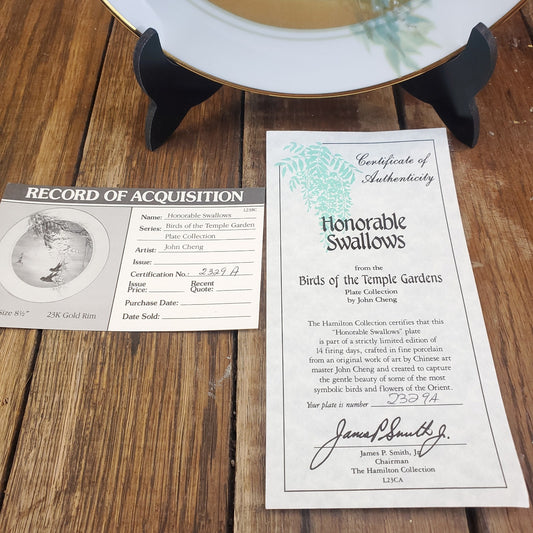 RECORD OF ACQUISITION
L23BC
Name: Honorable Swallows
Series: Birds of the Temple Garden
Plate Collection
Artist: John Cheng
Issue:
Certification No.: 2329 A
Issue Price: Recent Quote:
Purchase Date:
Date Sold:
Size 8½" 23K Gold Rim
Certificate of
Authenticity
Honorable
Swallows
from the
Birds of the Temple Gardens
Plate Collection
by John Cheng
The Hamilton Collection certifies that this
"Honorable Swallows" plate
is part of a strictly limited edition of
14 firing days, crafted in fine porcelain
from an original work of art by Chinese art
master John Cheng and created to capture
the gentle beauty of some of the most
symbolic birds and flowers of the Orient.
Your plate is number 2329A
James P. Smith Jr.
James P. Smith, Jr.
Chairman
The Hamilton Collection
L23CA